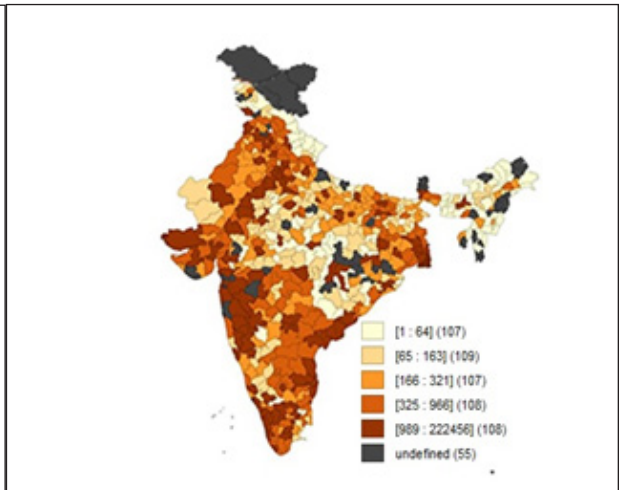 [1 : 64] (107)
[65 : 163] (109)
[166 : 321] (107)
[325 : 966] (108)
[989 : 222456] (108)
undefined (55)